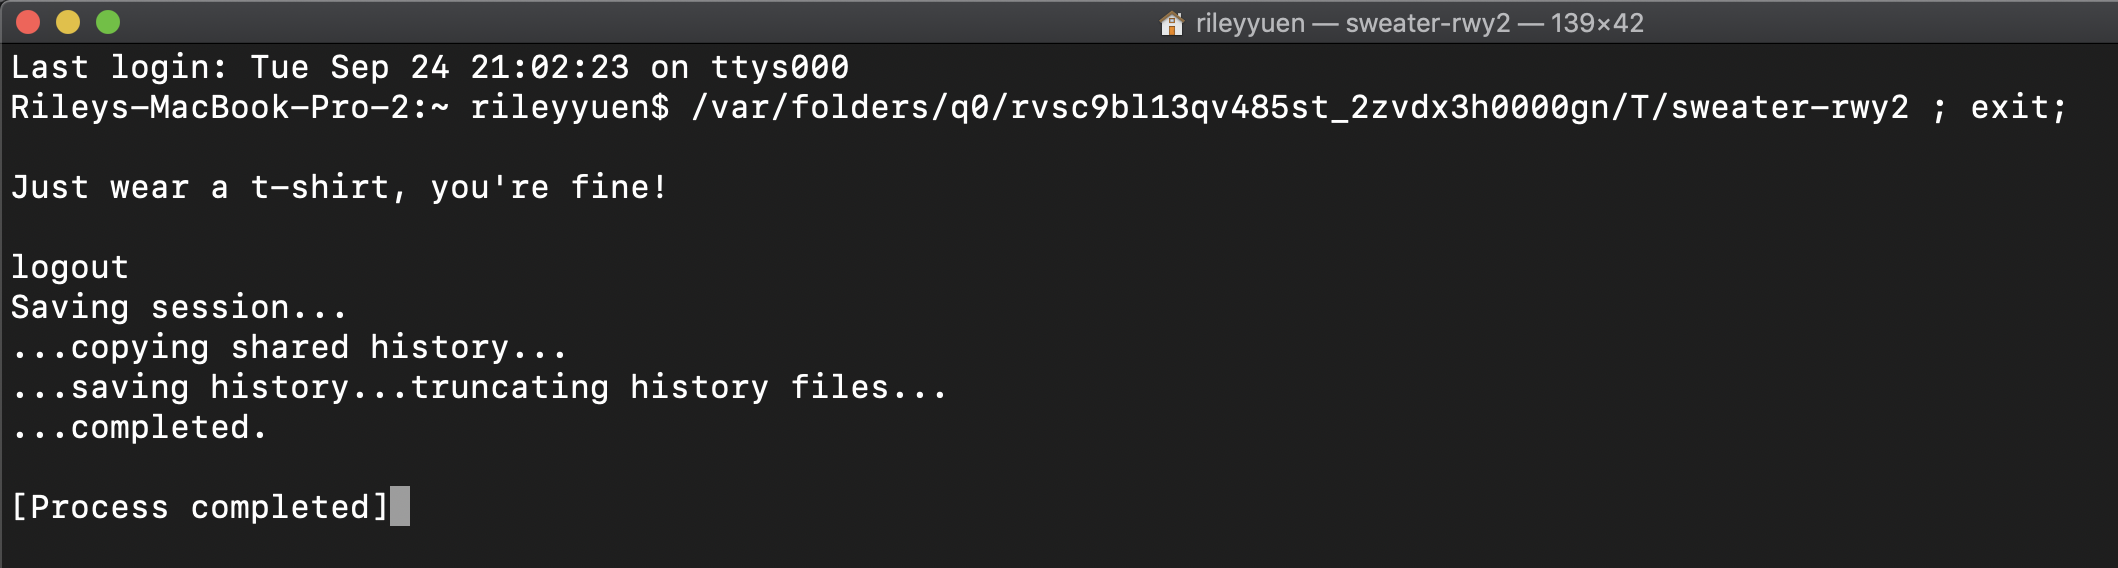 rileyyuen — sweater-rwy2 — 139×42
Last login: Tue Sep 24 21:02:23 on ttys000
Rileys-MacBook-Pro-2:~ rileyyuen$ /var/folders/q0/rvsc9bl13qv485st_2zvdx3h0000gn/T/sweater-rwy2 ; exit;
Just wear a t-shirt, you're fine!
logout
Saving session...
...copying shared history...
...saving history...truncating history files...
...completed.
[Process completed]